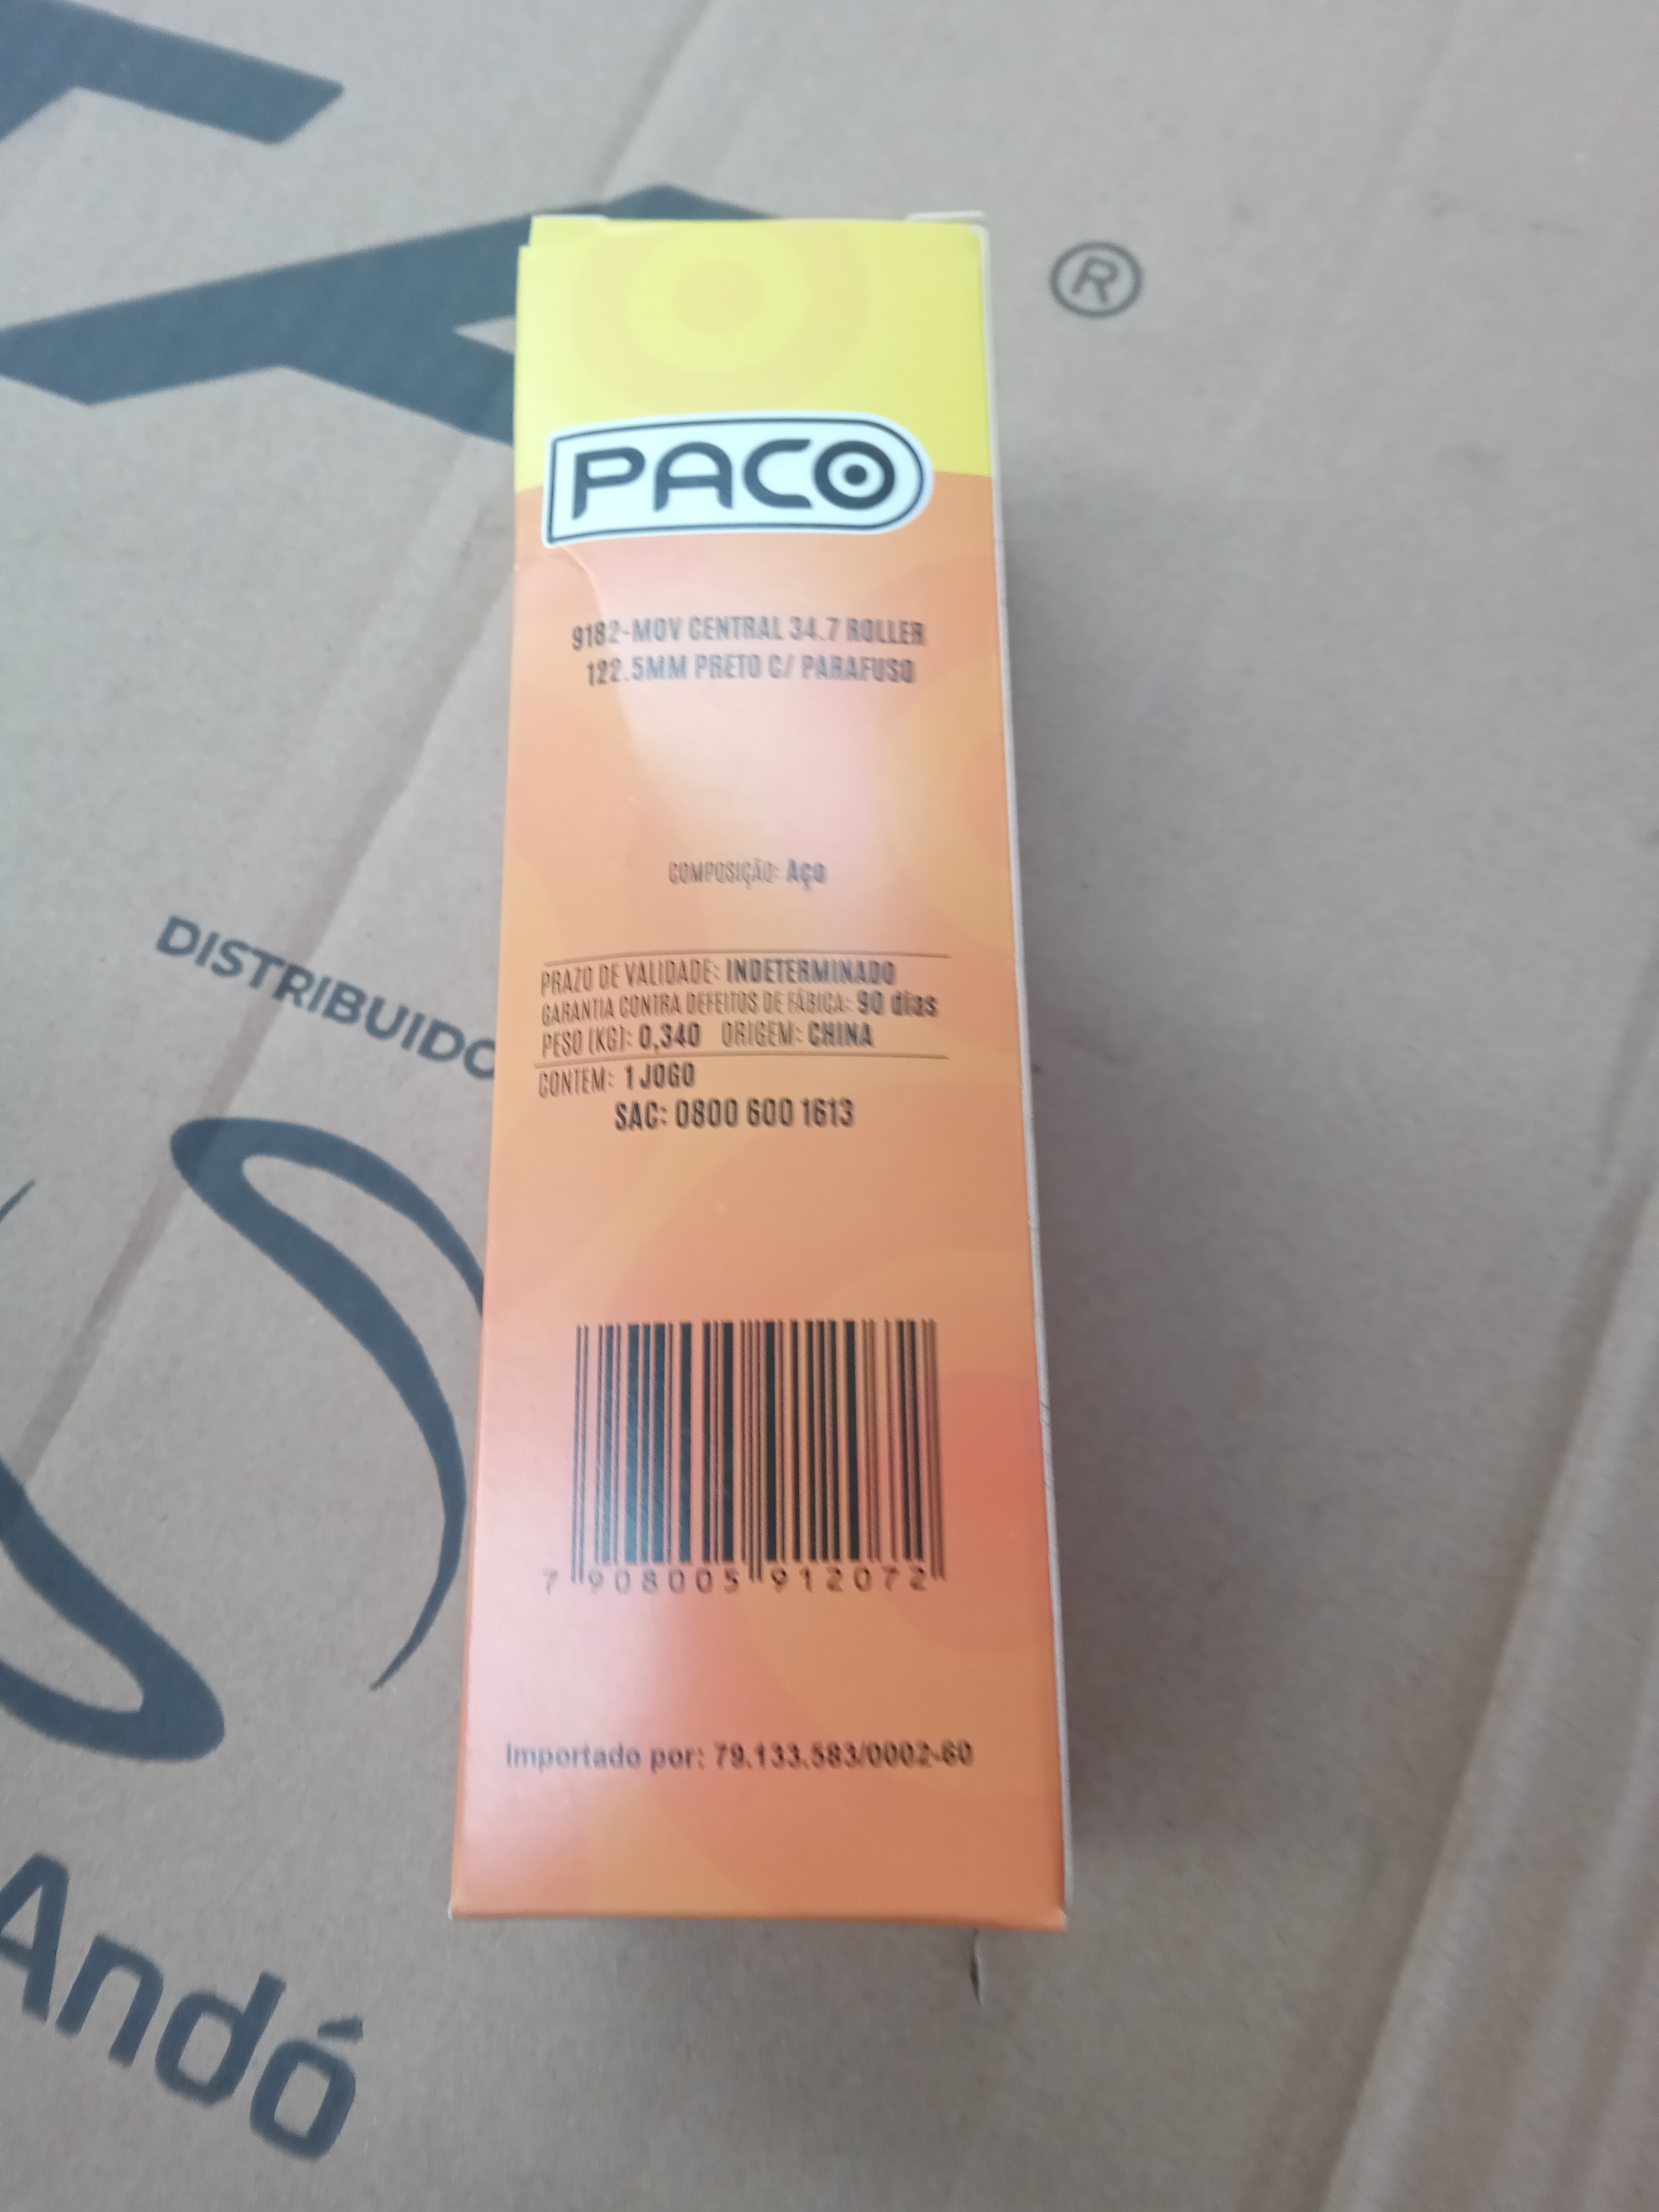 ®
PACO
9182-MOV CENTRAL 34.7 ROLLER
122.5MM PRETO C/ PARAFUSO
COMPOSIÇÃO: Aço
PRAZO DE VALIDADE: INDETERMINADO
GARANTIA CONTRA DEFEITOS DE FÁBICA: 90 dias
PESO (KG): 0,340 ORIGEM: CHINA
CONTEM: 1 JOGO
SAC: 0800 600 1613
7 908005 912072
Importado por: 79.133.583/0002-60
DISTRIBUIDO
Andó